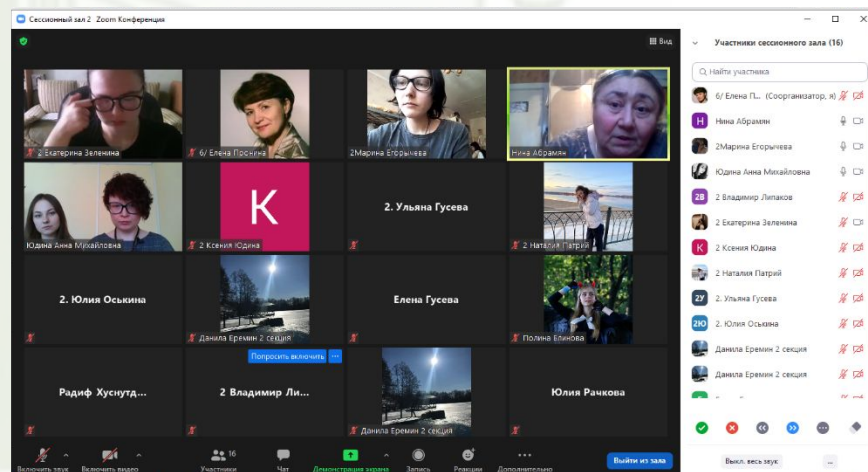 Сессионный зал 2 Zoom Конференция
Вид
2 Екатерина Зеленина
6/ Елена Пронина
2Марина Егорычева
Нина Абрамян
Юдина Анна Михайловна
К
2 Ксения Юдина
2. Ульяна Гусева
2 Наталия Патрий
2. Юлия Оськина
Данила Еремин 2 секция
Елена Гусева
Полина Блинова
Попросить включить ...
Радиф Хуснутд...
2 Владимир Ли...
Данила Еремин 2 секция
Юлия Рачкова
Включить звук
Включить видео
16
Участники
Чат
Демонстрация экрана
Запись
Реакции
Дополнительно
Выйти из зала
Участники сессионного зала (16)
Найти участника
6/ Елена П... (Соорганизатор, я)
Н Нина Абрамян
2Марина Егорычева
Юдина Анна Михайловна
2В 2 Владимир Липаков
2 Екатерина Зеленина
К 2 Ксения Юдина
2 Наталия Патрий
2У 2. Ульяна Гусева
2Ю 2. Юлия Оськина
Данила Еремин 2 секция
Данила Еремин 2 секция
Выкл. весь звук
...